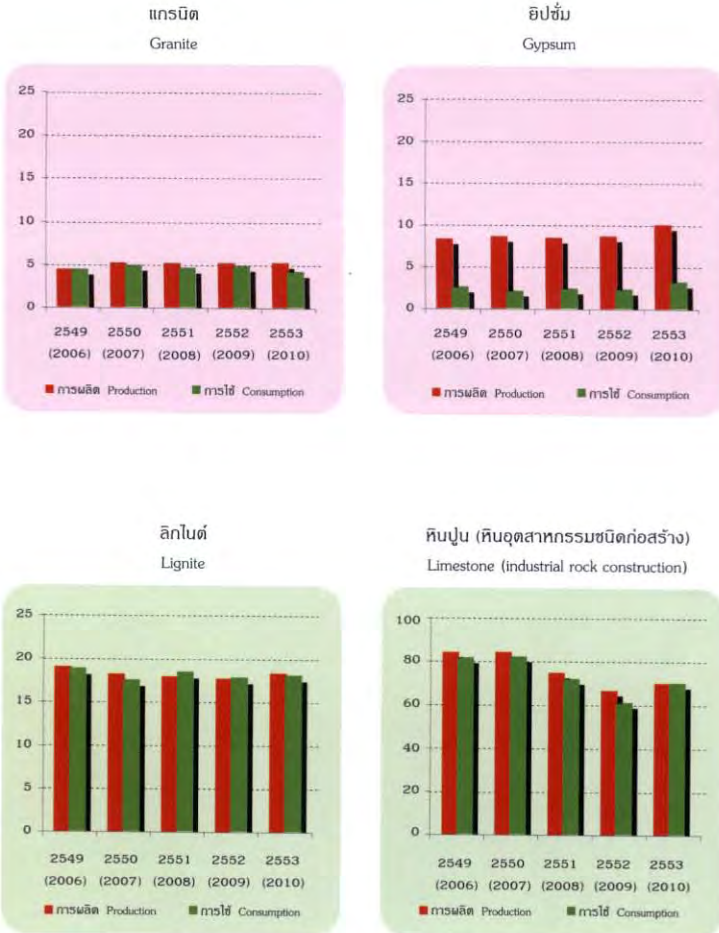 แกรนิต
Granite
25
20
15
10
5
0
2549 2550 2551 2552 2553
(2006) (2007) (2008) (2009) (2010)
การผลิต Production การใช้ Consumption
ยิปซั่ม
Gypsum
25
20
15
10
5
0
2549 2550 2551 2552 2553
(2006) (2007) (2008) (2009) (2010)
การผลิต Production การใช้ Consumption
ลิกไนต์
Lignite
25
20
15
10
5
0
2549 2550 2551 2552 2553
(2006) (2007) (2008) (2009) (2010)
การผลิต Production การใช้ Consumption
หินปูน (หินอุตสาหกรรมชนิดก่อสร้าง)
Limestone (industrial rock construction)
100
80
60
40
20
0
2549 2550 2551 2552 2553
(2006) (2007) (2008) (2009) (2010)
การผลิต Production การใช้ Consumption